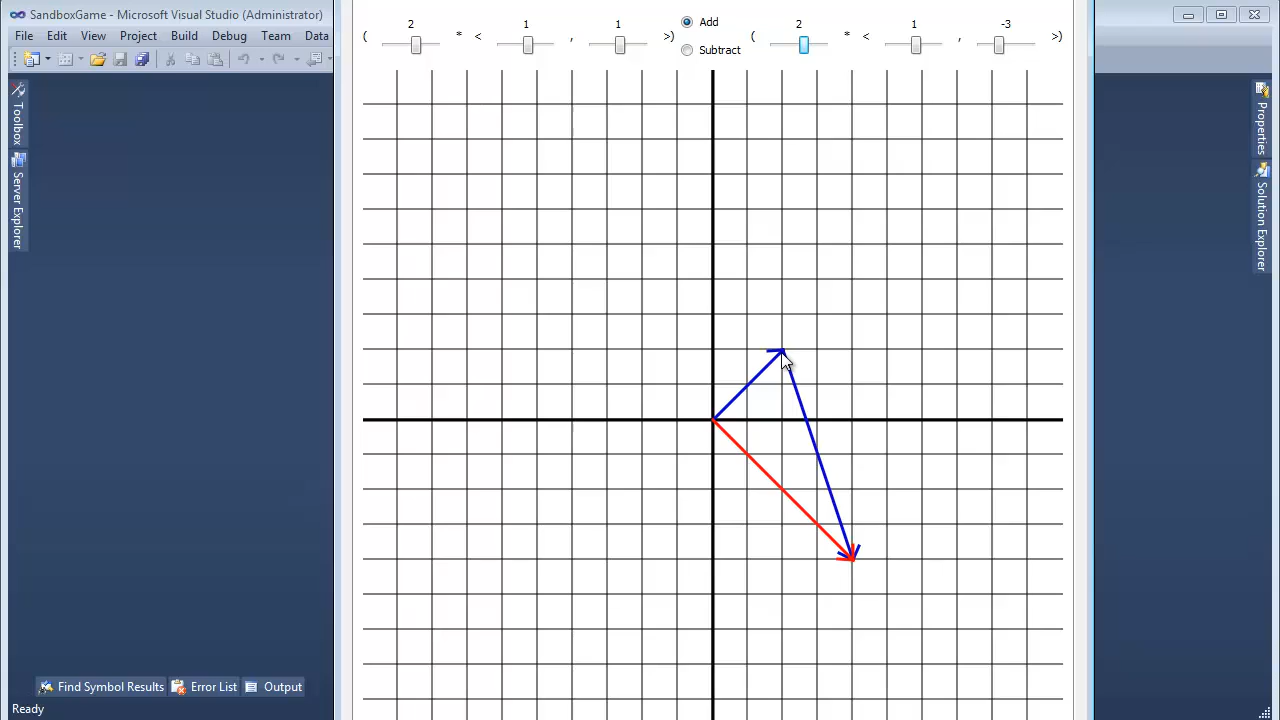 SandboxGame - Microsoft Visual Studio (Administrator)
File Edit View Project Build Debug Team Data
2 1 1 Add 2 1 -3
( * < , >) ( * < , >)
Subtract
Toolbox
Server Explorer
Properties
Solution Explorer
Find Symbol Results Error List Output
Ready